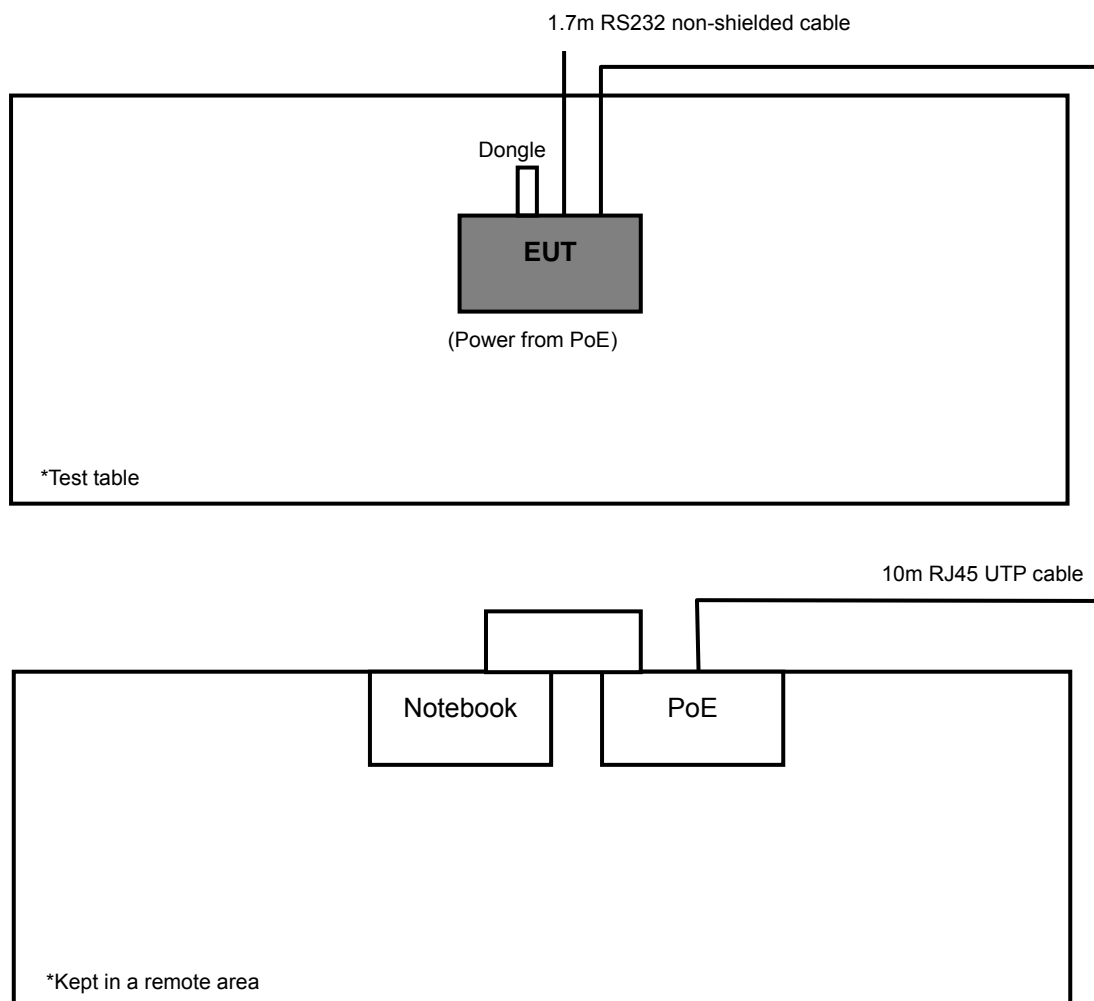 1.7m RS232 non-shielded cable
Dongle
EUT
(Power from PoE)
*Test table
10m RJ45 UTP cable
Notebook
PoE
*Kept in a remote area